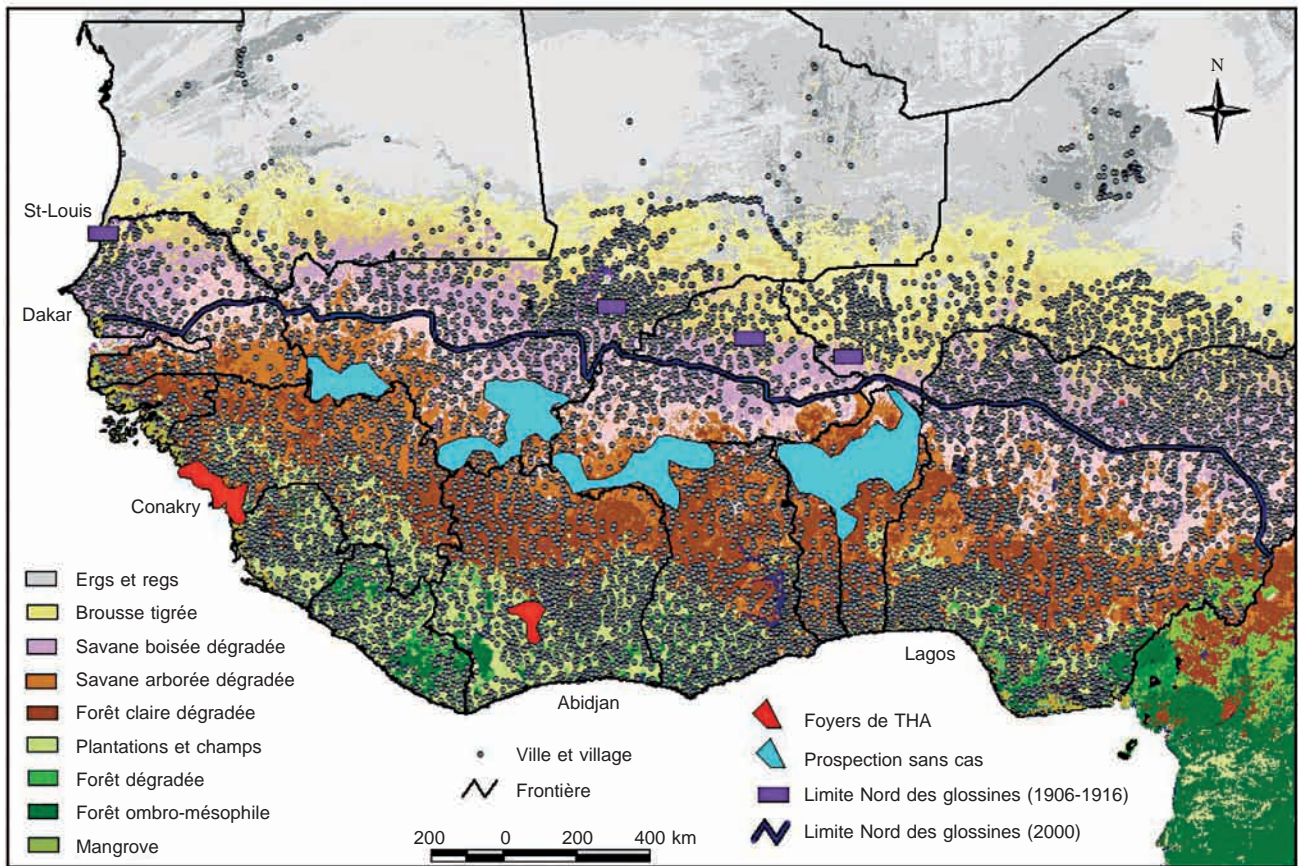 N
St-Louis
Dakar
Conakry
Lagos
Abidjan
Ergs et regs
Brousse tigrée
Savane boisée dégradée
Savane arborée dégradée
Forêt claire dégradée
Plantations et champs
Forêt dégradée
Forêt ombro-mésophile
Mangrove
Ville et village
Frontière
200 0 200 400 km
Foyers de THA
Prospection sans cas
Limite Nord des glossines (1906-1916)
Limite Nord des glossines (2000)